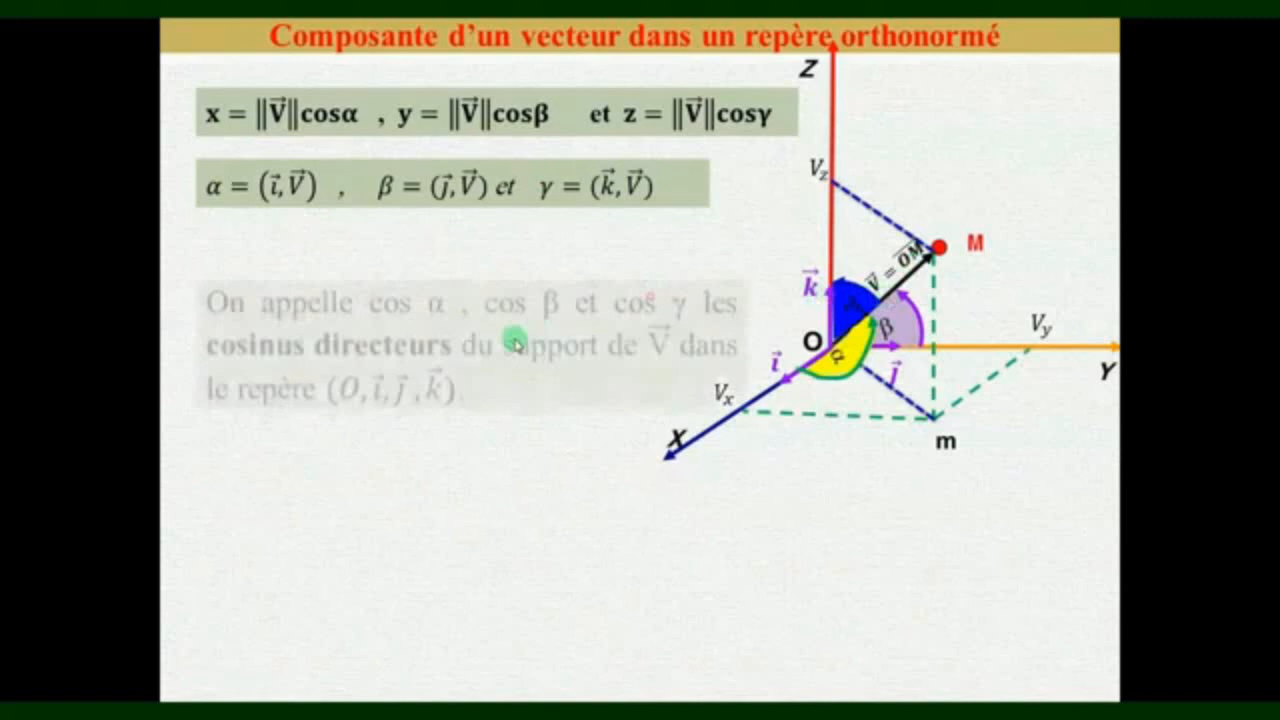 Composante d'un vecteur dans un repère orthonormé
x = ‖V⃗‖cosα , y = ‖V⃗‖cosβ et z = ‖V⃗‖cosγ
α = (i⃗, V⃗) , β = (j⃗, V⃗) et γ = (k⃗, V⃗)
On appelle cos α , cos β et cos γ les
cosinus directeurs du support de V⃗ dans
le repère (O, i⃗, j⃗ , k⃗)
Z
V_z
M
V⃗ = OM⃗
k⃗
β
V_y
O
α
i⃗
j⃗
Y
V_x
X
m